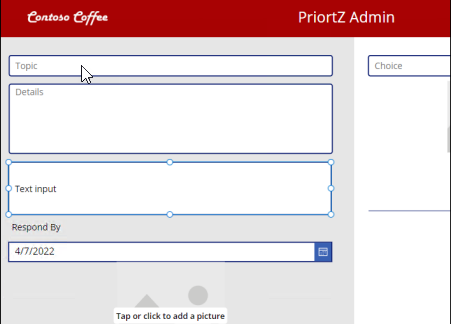 Contoso Coffee
PriortZ Admin
Topic
Choice
Details
Text input
Respond By
4/7/2022
Tap or click to add a picture